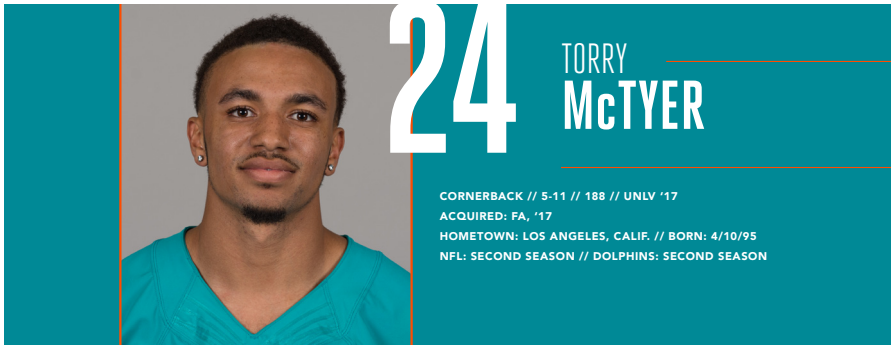 24
TORRY
McTYER
CORNERBACK // 5-11 // 188 // UNLV ’17
ACQUIRED: FA, ’17
HOMETOWN: LOS ANGELES, CALIF. // BORN: 4/10/95
NFL: SECOND SEASON // DOLPHINS: SECOND SEASON